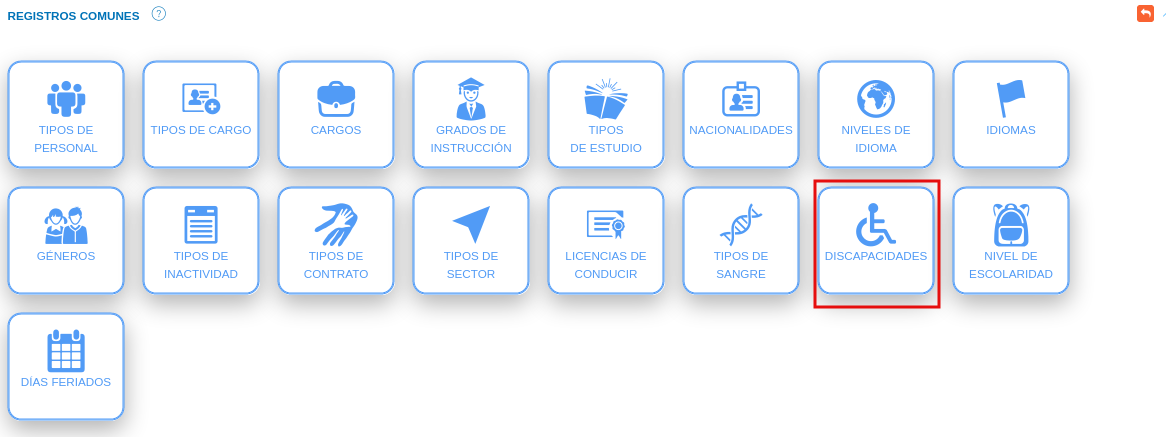 REGISTROS COMUNES ?
TIPOS DE
PERSONAL
TIPOS DE CARGO
CARGOS
GRADOS DE
INSTRUCCIÓN
TIPOS
DE ESTUDIO
NACIONALIDADES
NIVELES DE
IDIOMA
IDIOMAS
GÉNEROS
TIPOS DE
INACTIVIDAD
TIPOS DE
CONTRATO
TIPOS DE
SECTOR
LICENCIAS DE
CONDUCIR
TIPOS DE
SANGRE
DISCAPACIDADES
NIVEL DE
ESCOLARIDAD
DÍAS FERIADOS